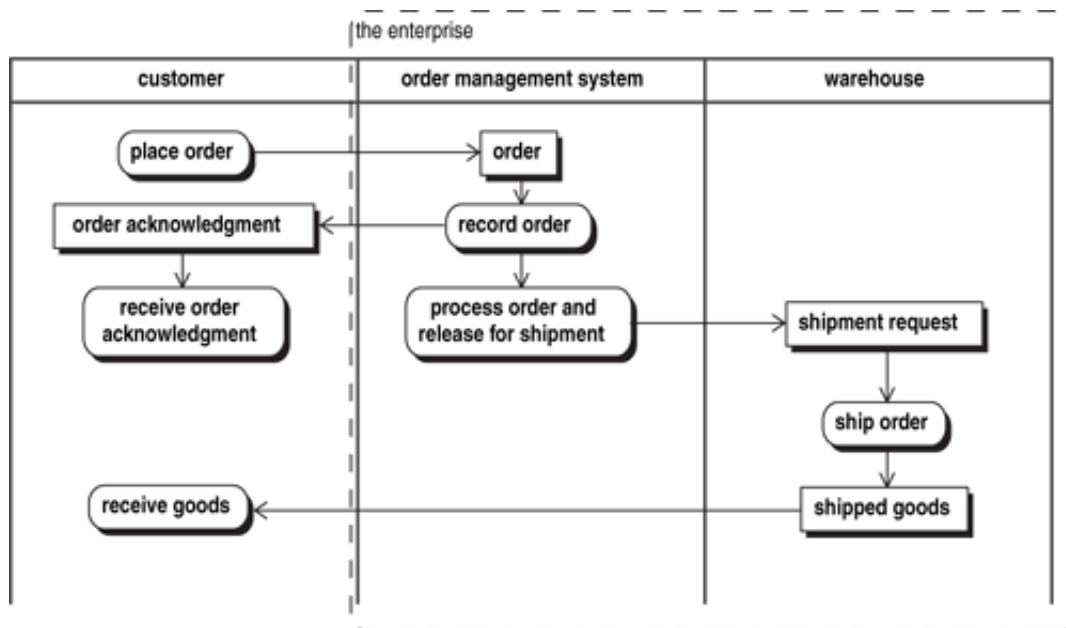 the enterprise
customer
order management system
warehouse
place order
order
order acknowledgment
record order
receive order
acknowledgment
process order and
release for shipment
shipment request
ship order
receive goods
shipped goods